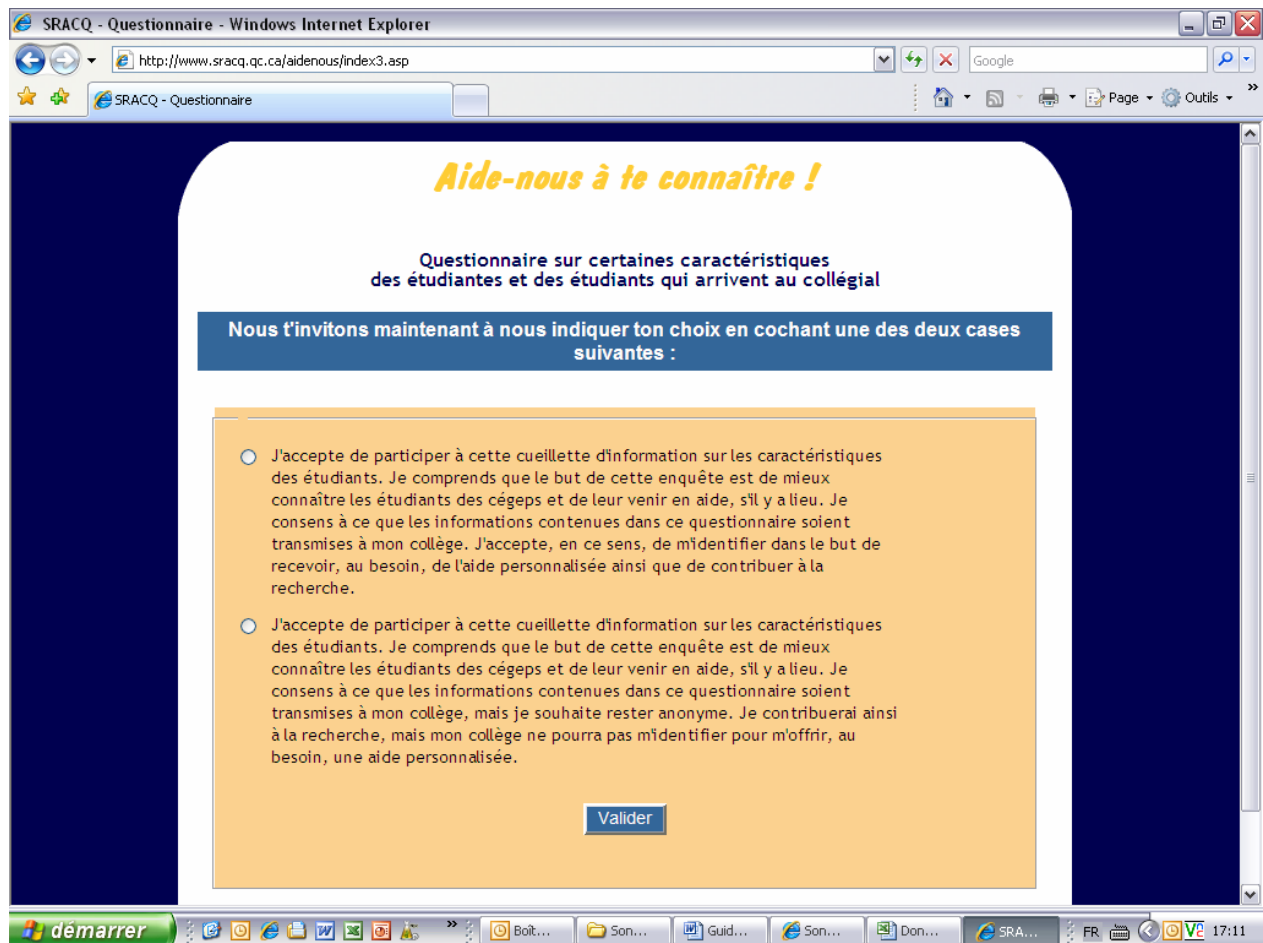 SRACQ - Questionnaire - Windows Internet Explorer
http://www.sracq.qc.ca/aidenous/index3.asp
Google
SRACQ - Questionnaire
Page
Outils
»
Aide-nous à te connaître !
Questionnaire sur certaines caractéristiques
des étudiantes et des étudiants qui arrivent au collégial
Nous t'invitons maintenant à nous indiquer ton choix en cochant une des deux cases
suivantes :
J'accepte de participer à cette cueillette d'information sur les caractéristiques
des étudiants. Je comprends que le but de cette enquête est de mieux
connaître les étudiants des cégeps et de leur venir en aide, s'il y a lieu. Je
consens à ce que les informations contenues dans ce questionnaire soient
transmises à mon collège. J'accepte, en ce sens, de m'identifier dans le but de
recevoir, au besoin, de l'aide personnalisée ainsi que de contribuer à la
recherche.
J'accepte de participer à cette cueillette d'information sur les caractéristiques
des étudiants. Je comprends que le but de cette enquête est de mieux
connaître les étudiants des cégeps et de leur venir en aide, s'il y a lieu. Je
consens à ce que les informations contenues dans ce questionnaire soient
transmises à mon collège, mais je souhaite rester anonyme. Je contribuerai ainsi
à la recherche, mais mon collège ne pourra pas m'identifier pour m'offrir, au
besoin, une aide personnalisée.
Valider
démarrer » Boît... Son... Guid... Son... Don... SRA... FR 17:11